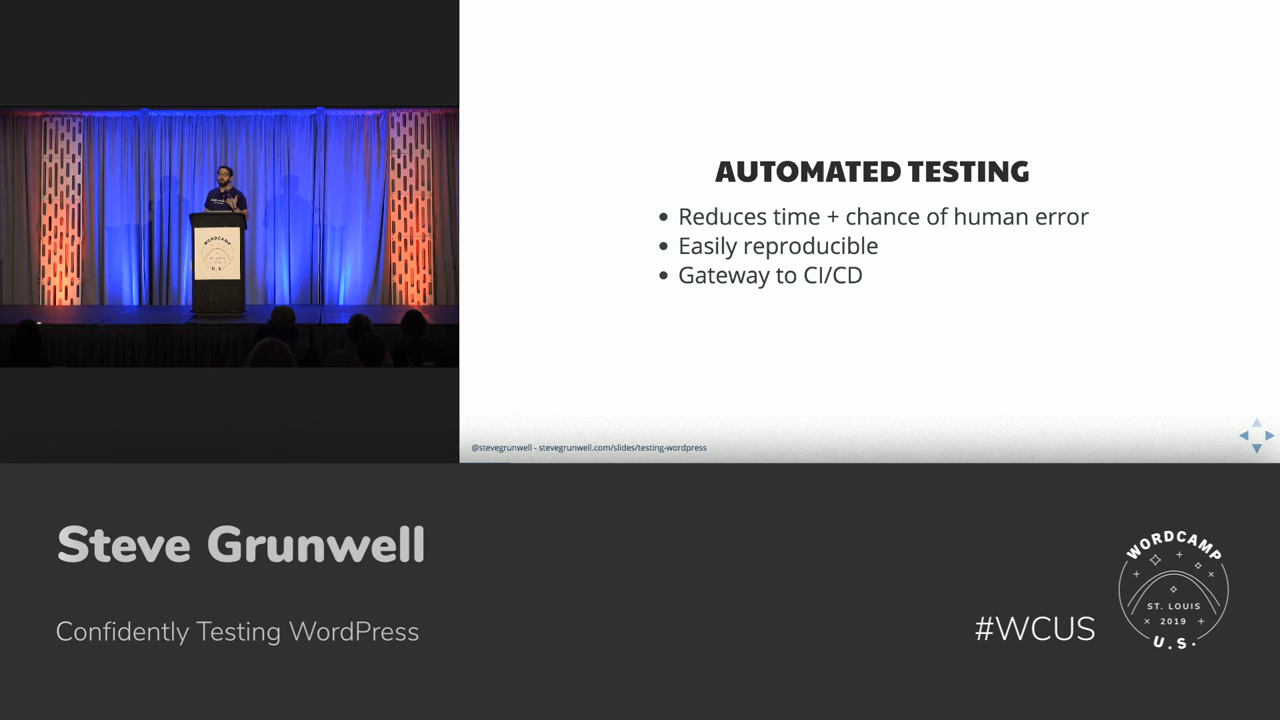 AUTOMATED TESTING
Reduces time + chance of human error
Easily reproducible
Gateway to CI/CD
@stevegrunwell - stevegrunwell.com/slides/testing-wordpress
WORDCAMP
U.S.
Steve Grunwell
Confidently Testing WordPress
#WCUS
WORDCAMP
ST. LOUIS
2019
U.S.